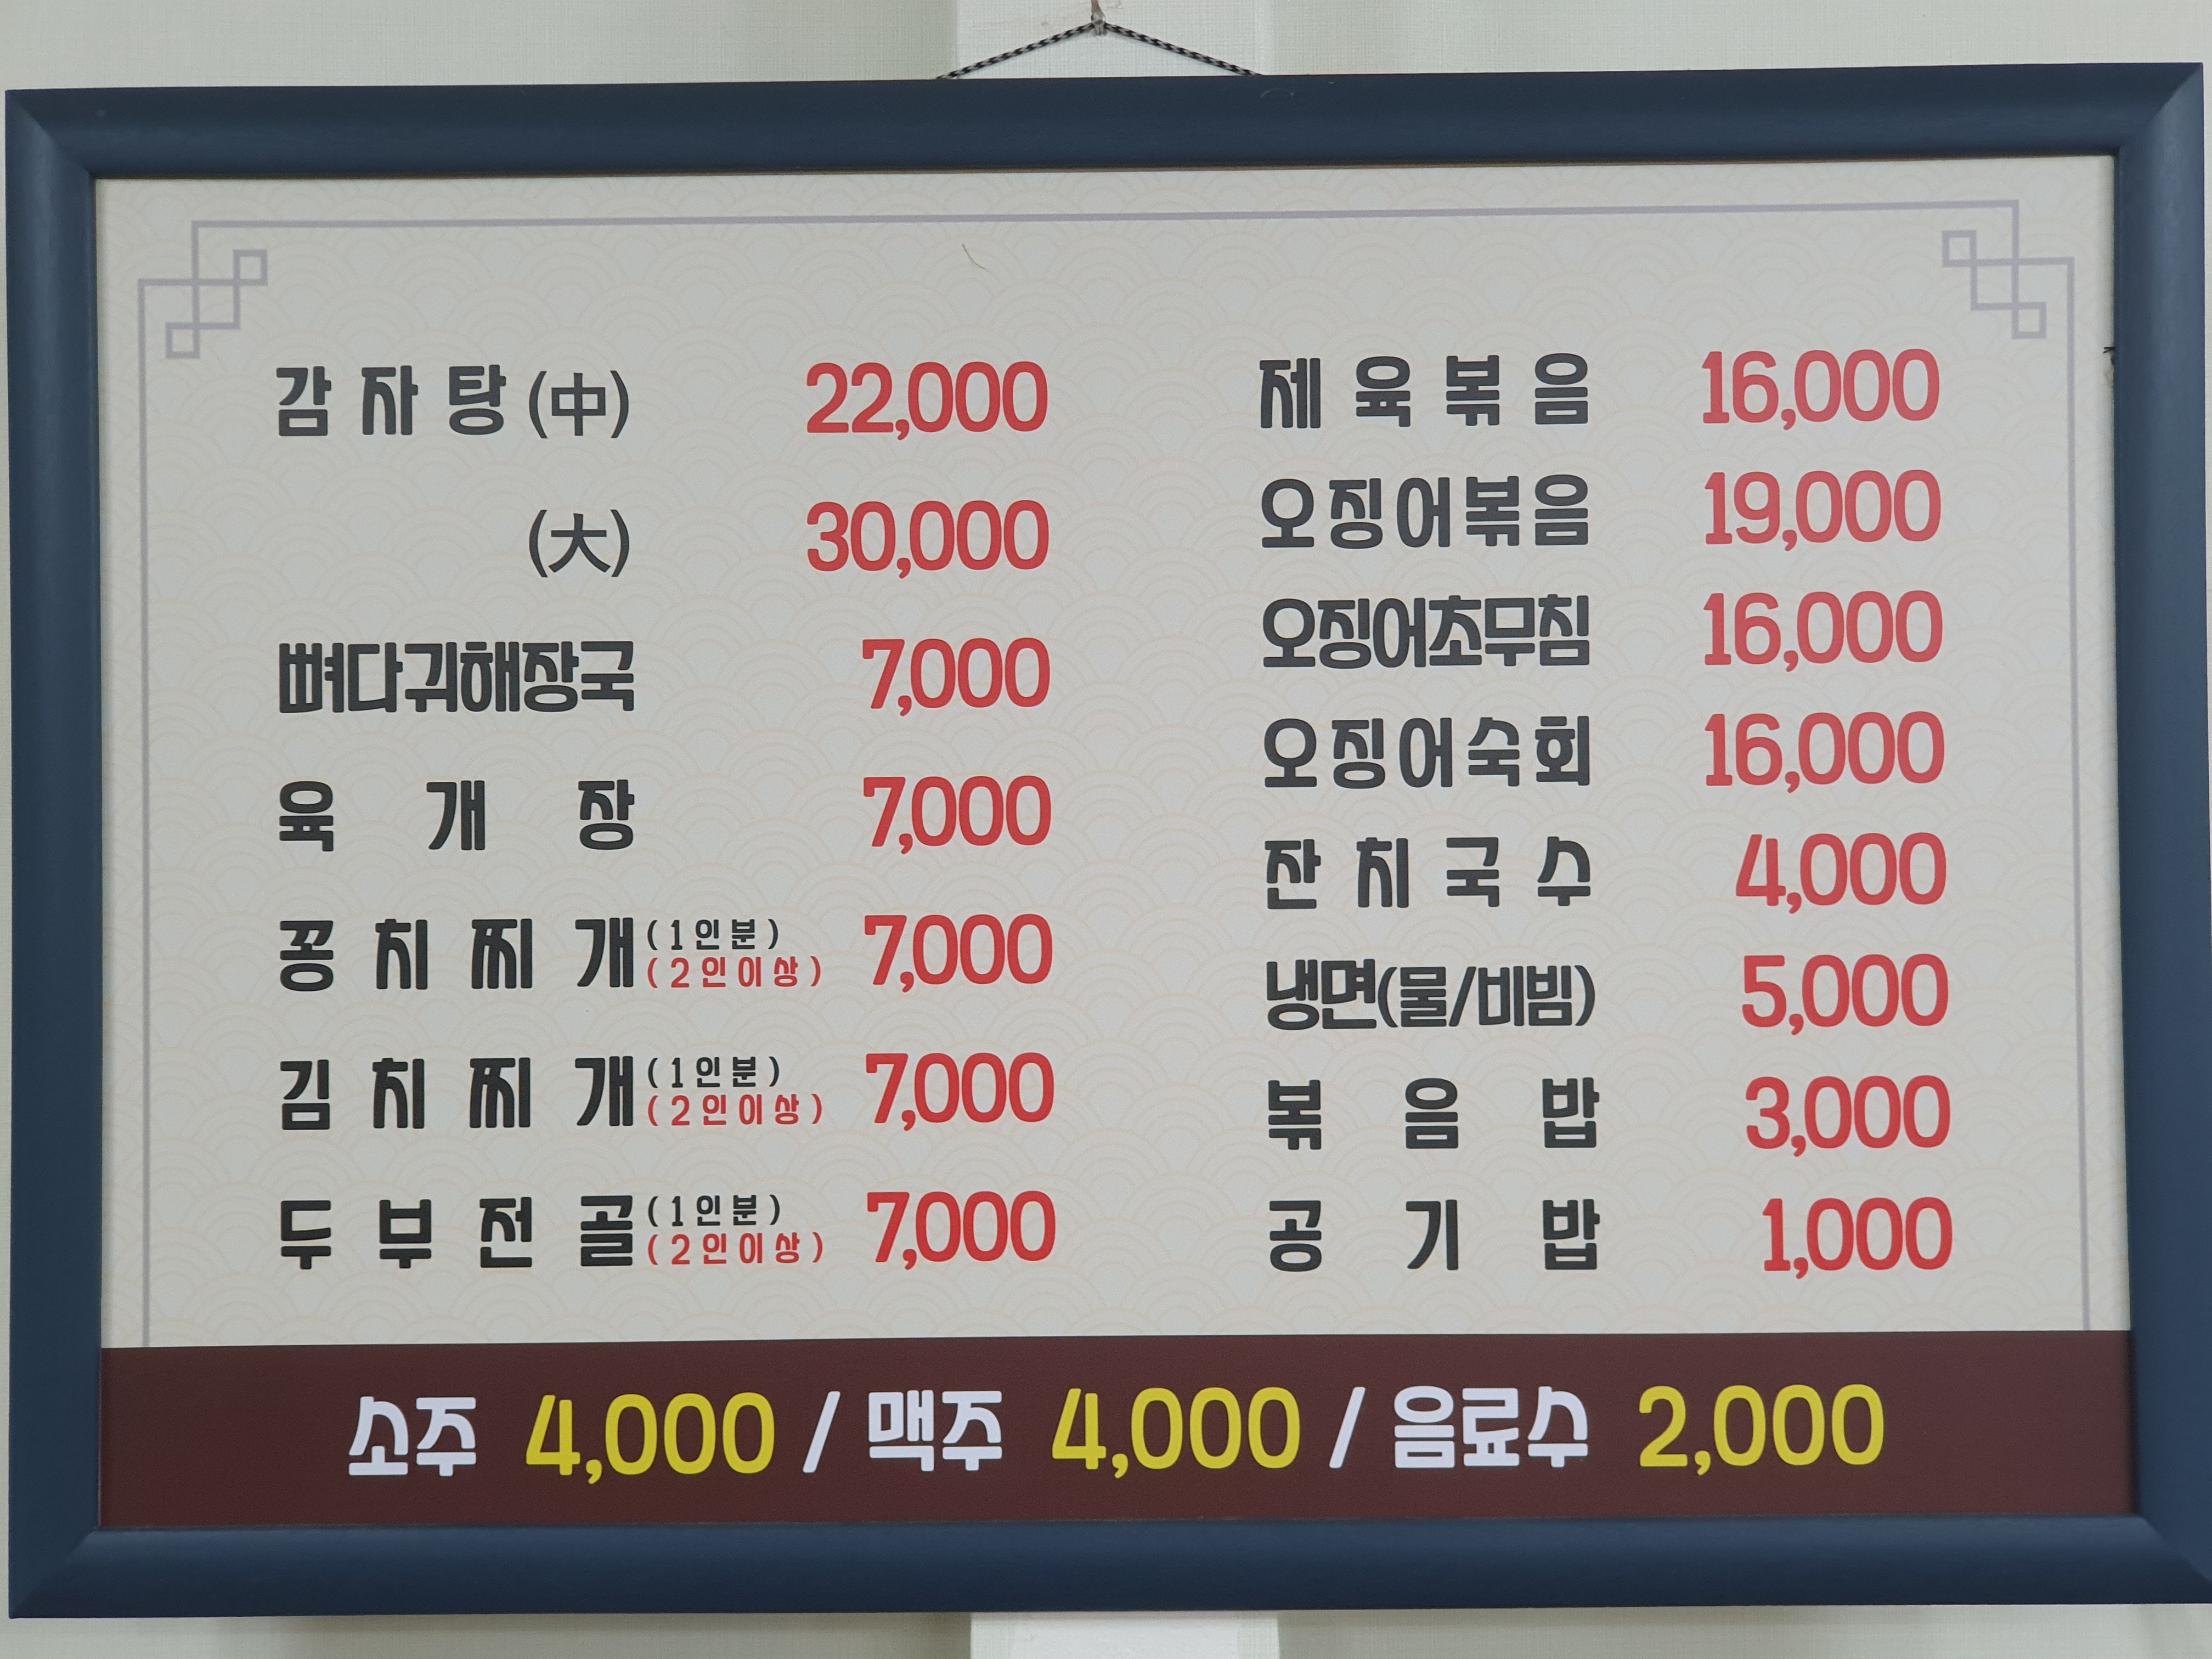 감자탕(中) 22,000
(大) 30,000
뼈다귀해장국 7,000
육개장 7,000
꽁치찌개(1인분)(2인이상) 7,000
김치찌개(1인분)(2인이상) 7,000
두부전골(1인분)(2인이상) 7,000
제육볶음 16,000
오징어볶음 19,000
오징어초무침 16,000
오징어숙회 16,000
잔치국수 4,000
냉면(물/비빔) 5,000
볶음밥 3,000
공기밥 1,000
소주 4,000 / 맥주 4,000 / 음료수 2,000